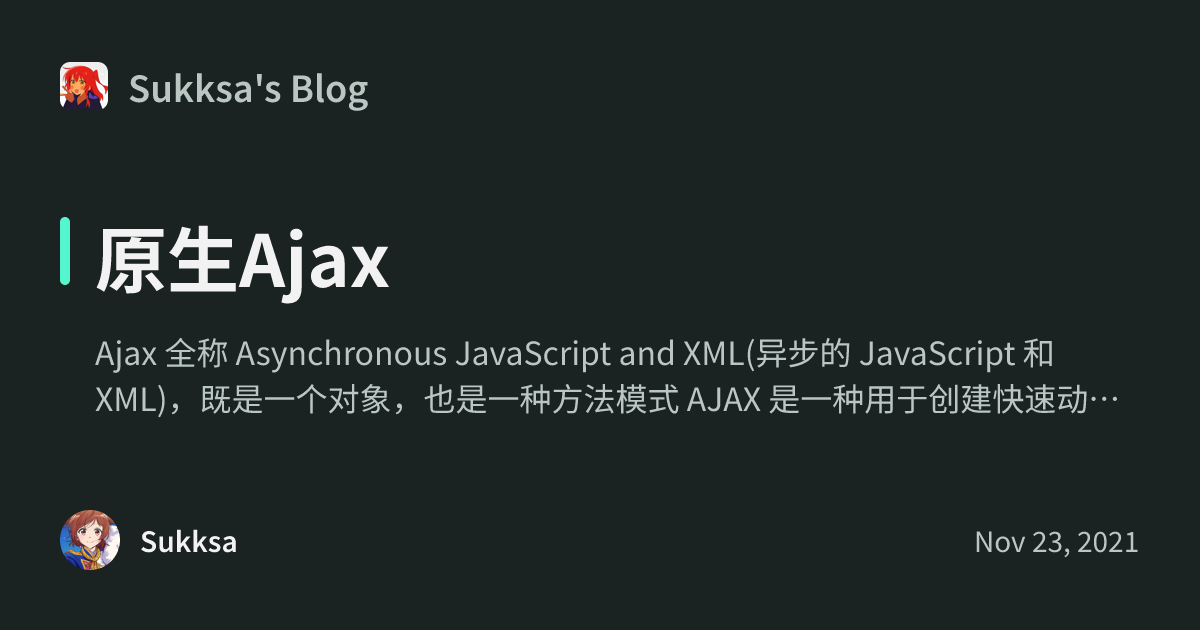 Sukksa's Blog
原生Ajax
Ajax 全称 Asynchronous JavaScript and XML(异步的 JavaScript 和
XML)，既是一个对象，也是一种方法模式 AJAX 是一种用于创建快速动…
Sukksa
Nov 23, 2021